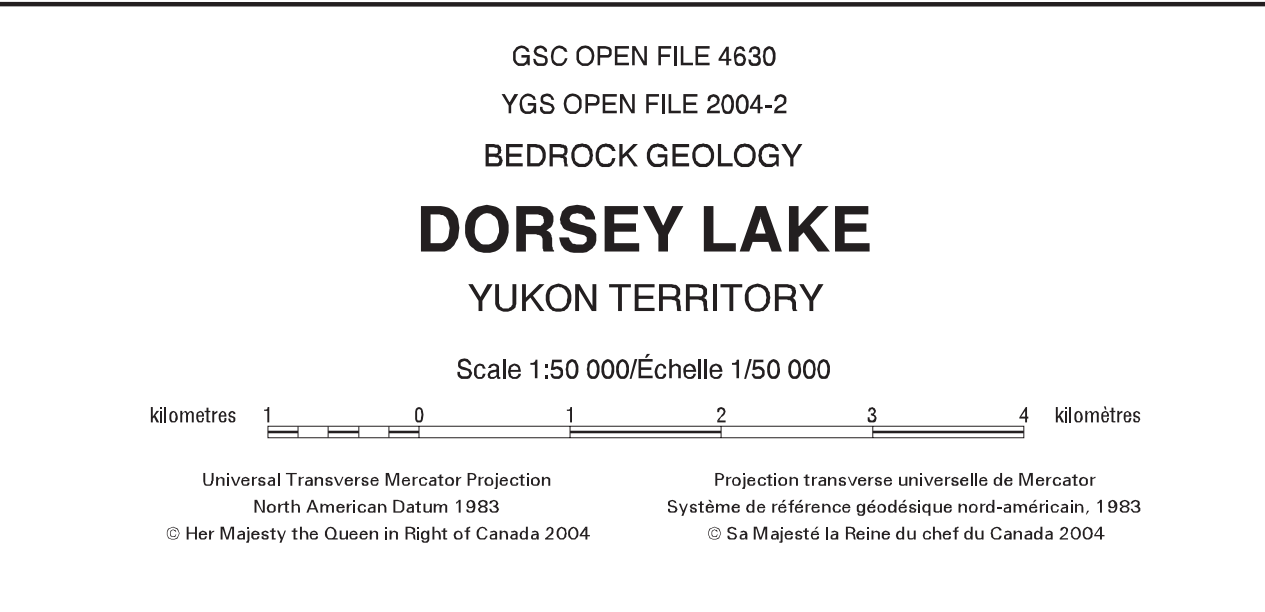 GSC OPEN FILE 4630
YGS OPEN FILE 2004-2
BEDROCK GEOLOGY
DORSEY LAKE
YUKON TERRITORY
Scale 1:50 000/Échelle 1/50 000
kilometres 1 0 1 2 3 4 kilomètres
Universal Transverse Mercator Projection
North American Datum 1983
© Her Majesty the Queen in Right of Canada 2004
Projection transverse universelle de Mercator
Système de référence géodésique nord-américain, 1983
© Sa Majesté la Reine du chef du Canada 2004